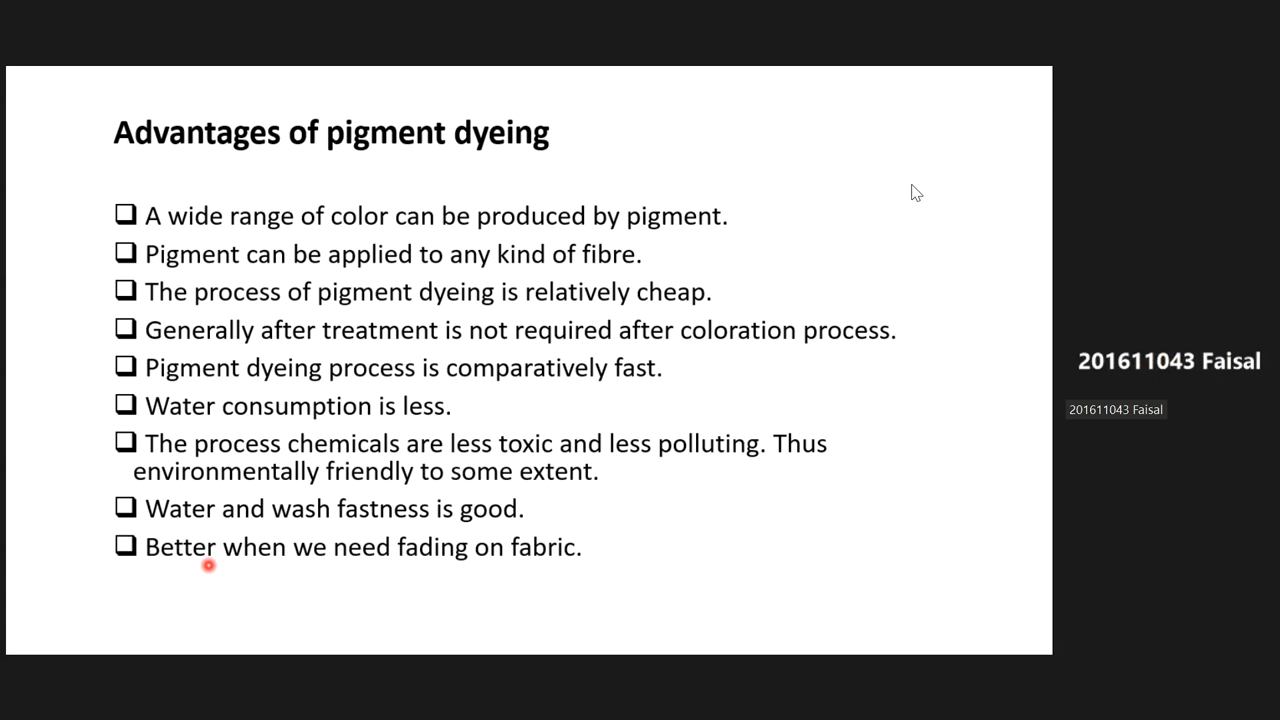 Advantages of pigment dyeing
A wide range of color can be produced by pigment.
Pigment can be applied to any kind of fibre.
The process of pigment dyeing is relatively cheap.
Generally after treatment is not required after coloration process.
Pigment dyeing process is comparatively fast.
Water consumption is less.
The process chemicals are less toxic and less polluting. Thus
environmentally friendly to some extent.
Water and wash fastness is good.
Better when we need fading on fabric.
201611043 Faisal
201611043 Faisal